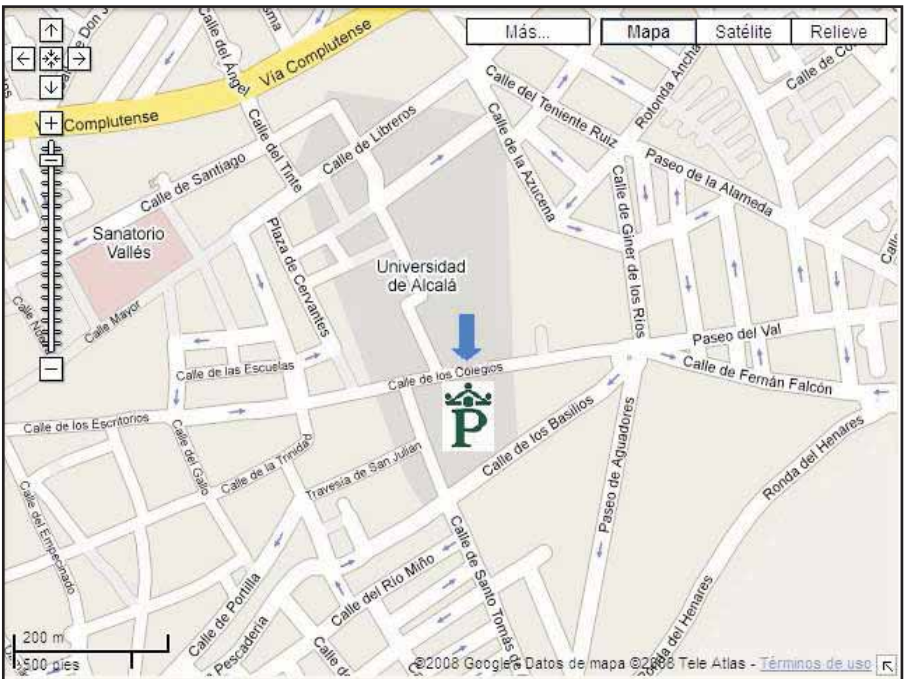 Más...
Mapa
Satélite
Relieve
Calle del Ángel
Vía Complutense
Vía Complutense
Calle de Libreros
Calle del Tinte
Calle de Santiago
Calle del Teniente Ruiz
Rotonda Ancha
Calle de la Azucena
Paseo de la Alameda
Calle de Giner de los Ríos
Sanatorio
Vallés
Plaza de Cervantes
Universidad
de Alcalá
Calle Mayor
Paseo del Val
Calle de las Escuelas
Calle de los Colegios
Calle de Fernán Falcón
P
Calle de los Escritorios
Calle de los Basilios
Calle del Gallo
Calle de la Trinidad
Travesía de San Julian
Paseo de Aguadores
Ronda del Henares
Calle del Empecinado
Calle de Portilla
Calle del Río Miño
Calle de Santo Tomás
Pescadería
Ronda del Henares
200 m
500 pies
©2008 Google - Datos de mapa ©2008 Tele Atlas - Términos de uso